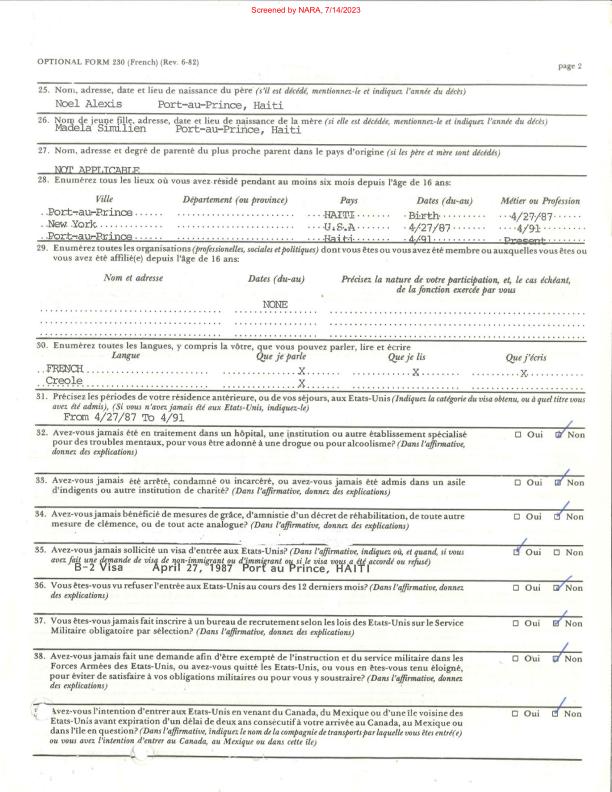 Screened by NARA, 7/14/2023
OPTIONAL FORM 230 (French) (Rev. 6-82) page 2
25. Nom, adresse, date et lieu de naissance du père (s'il est décédé, mentionnez-le et indiquez l'année du décès)
Noel Alexis Port-au-Prince, Haiti
26. Nom de jeune fille, adresse, date et lieu de naissance de la mère (si elle est décédée, mentionnez-le et indiquez l'année du décès)
Madela Similien Port-au-Prince, Haiti
27. Nom, adresse et degré de parenté du plus proche parent dans le pays d'origine (si les père et mère sont décédés)
NOT APPLICABLE
28. Enumérez tous les lieux où vous avez résidé pendant au moins six mois depuis l'âge de 16 ans:
Ville Département (ou province) Pays Dates (du-au) Métier ou Profession
Port-au-Prince HAITI Birth 4/27/87
New York U.S.A 4/27/87 4/91
Port-au-Prince Haiti 4/91 Present
29. Enumérez toutes les organisations (professionelles, sociales et politiques) dont vous êtes ou vous avez été membre ou auxquelles vous êtes ou
vous avez été affilié(e) depuis l'âge de 16 ans:
Nom et adresse Dates (du-au) Précisez la nature de votre participation, et, le cas échéant,
de la fonction exercée par vous
NONE
30. Enumérez toutes les langues, y compris la vôtre, que vous pouvez parler, lire et écrire
Langue Que je parle Que je lis Que j'écris
FRENCH X X X
Creole X
31. Précisez les périodes de votre résidence antérieure, ou de vos séjours, aux Etats-Unis (Indiquez la catégorie du visa obtenu, ou à quel titre vous
avez été admis), (Si vous n'avez jamais été aux Etats-Unis, indiquez-le)
From 4/27/87 To 4/91
32. Avez-vous jamais été en traitement dans un hôpital, une institution ou autre établissement spécialisé Oui Non
pour des troubles mentaux, pour vous être adonné à une drogue ou pour alcoolisme? (Dans l'affirmative,
donnez des explications)
33. Avez-vous jamais été arrêté, condamné ou incarcéré, ou avez-vous jamais été admis dans un asile Oui Non
d'indigents ou autre institution de charité? (Dans l'affirmative, donnez des explications)
34. Avez-vous jamais bénéficié de mesures de grâce, d'amnistie d'un décret de réhabilitation, de toute autre Oui Non
mesure de clémence, ou de tout acte analogue? (Dans l'affirmative, donnez des explications)
35. Avez-vous jamais sollicité un visa d'entrée aux Etats-Unis? (Dans l'affirmative, indiquez où, et quand, si vous Oui Non
avez fait une demande de visa de non-immigrant ou d'immigrant ou si le visa vous a été accordé ou refusé)
B-2 Visa April 27, 1987 Port au Prince, HAITI
36. Vous êtes-vous vu refuser l'entrée aux Etats-Unis au cours des 12 derniers mois? (Dans l'affirmative, donnez Oui Non
des explications)
37. Vous êtes-vous jamais fait inscrire à un bureau de recrutement selon les lois des Etats-Unis sur le Service Oui Non
Militaire obligatoire par sélection? (Dans l'affirmative, donnez des explications)
38. Avez-vous jamais fait une demande afin d'être exempté de l'instruction et du service militaire dans les Oui Non
Forces Armées des Etats-Unis, ou avez-vous quitté les Etats-Unis, ou vous en êtes-vous tenu éloigné,
pour éviter de satisfaire à vos obligations militaires ou pour vous y soustraire? (Dans l'affirmative, donnez
des explications)
Avez-vous l'intention d'entrer aux Etats-Unis en venant du Canada, du Mexique ou d'une île voisine des Oui Non
Etats-Unis avant expiration d'un délai de deux ans consécutif à votre arrivée au Canada, au Mexique ou
dans l'île en question? (Dans l'affirmative, indiquez le nom de la compagnie de transports par laquelle vous êtes entré(e)
ou vous avez l'intention d'entrer au Canada, au Mexique ou dans cette île)